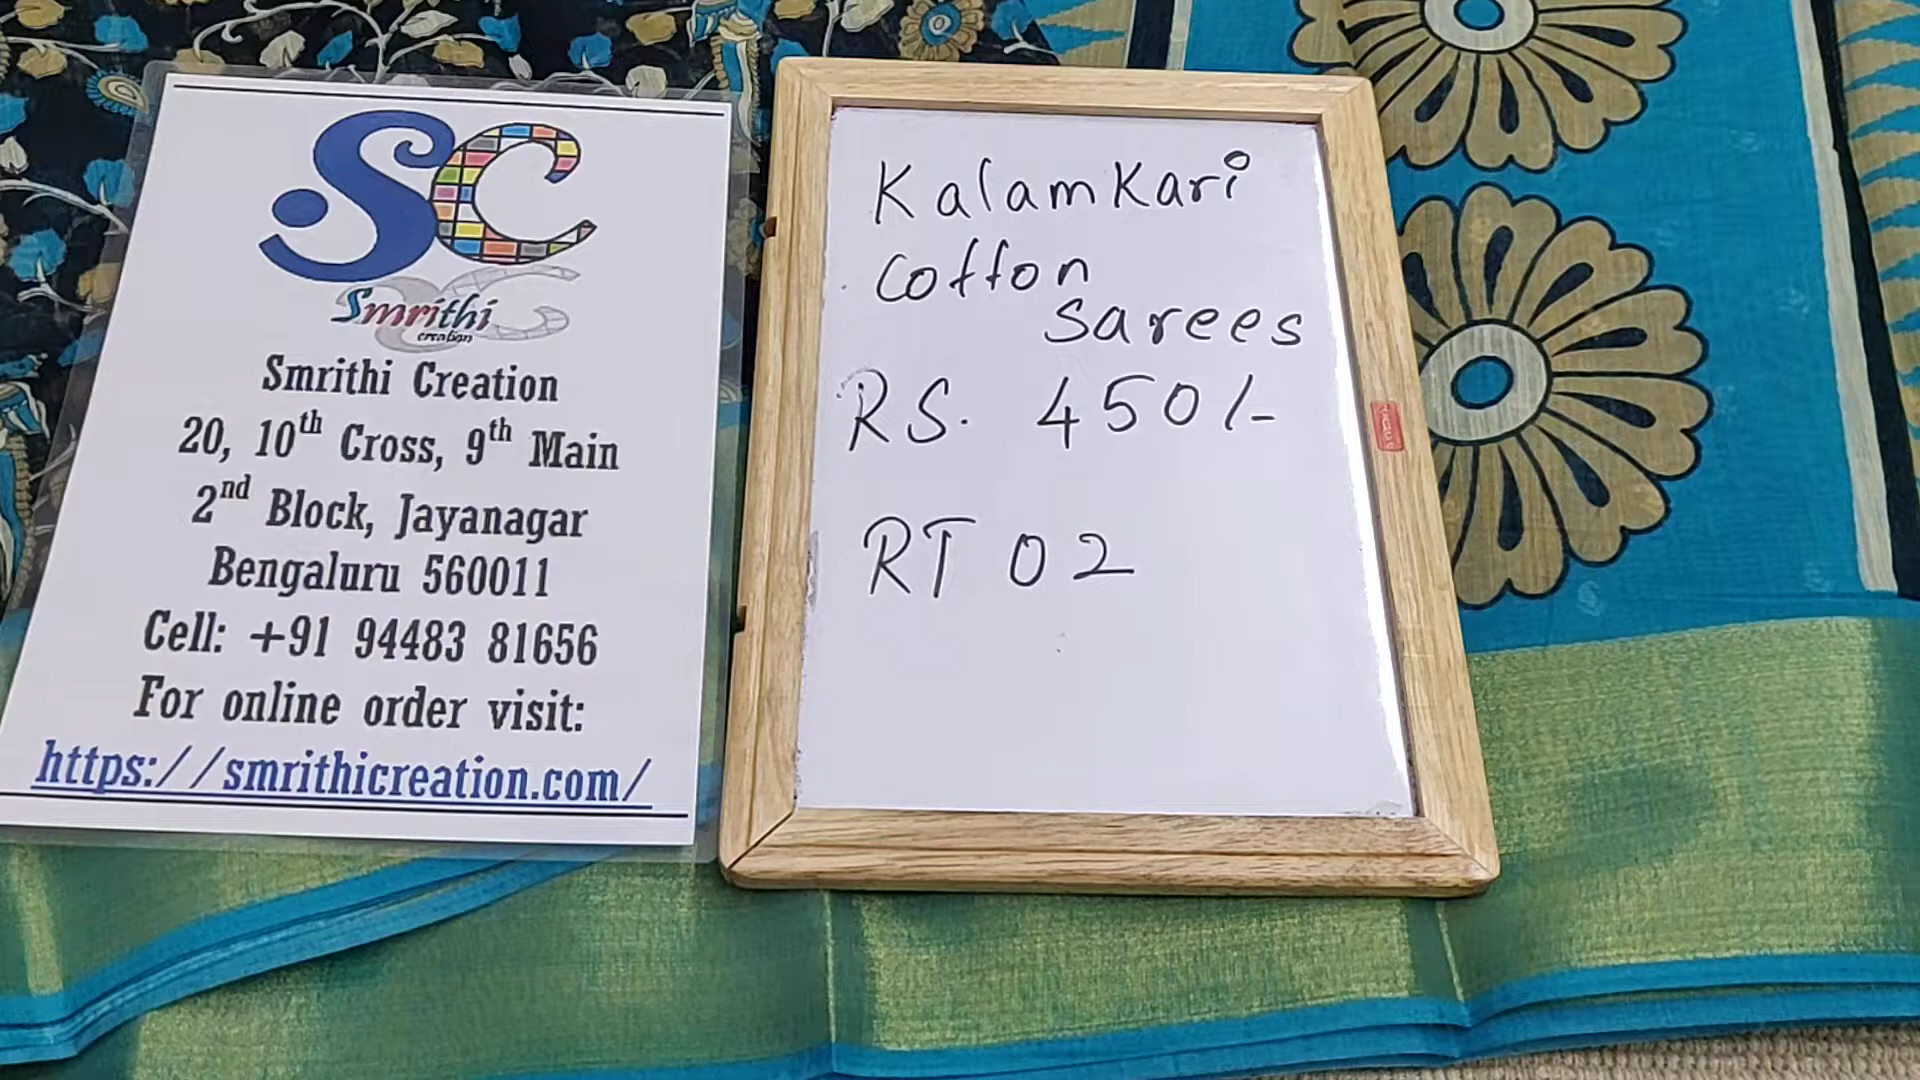 SC
Smrithi
creation
Smrithi Creation
20, 10th Cross, 9th Main
2nd Block, Jayanagar
Bengaluru 560011
Cell: +91 94483 81656
For online order visit:
https://smrithicreation.com/
Kalamkari
Cotton
Sarees
RS. 450/-
RT 02